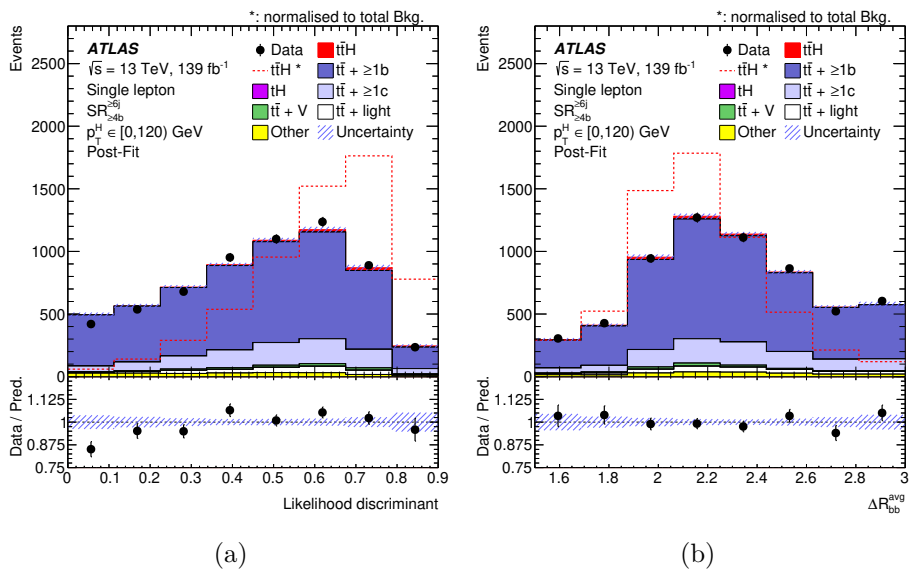 *: normalised to total Bkg.
Events
ATLAS
√s = 13 TeV, 139 fb⁻¹
Single lepton
SR≥6j ≥4b
p_T^H ∈ [0,120) GeV
Post-Fit
Data
tt̄H
tt̄H *
tt̄ + ≥1b
tH
tt̄ + ≥1c
tt̄ + V
tt̄ + light
Other
Uncertainty
2500
2000
1500
1000
500
0
Data / Pred.
1.125
1
0.875
0.75
0 0.1 0.2 0.3 0.4 0.5 0.6 0.7 0.8 0.9
Likelihood discriminant
(a)
*: normalised to total Bkg.
Events
ATLAS
√s = 13 TeV, 139 fb⁻¹
Single lepton
SR≥6j ≥4b
p_T^H ∈ [0,120) GeV
Post-Fit
Data
tt̄H
tt̄H *
tt̄ + ≥1b
tH
tt̄ + ≥1c
tt̄ + V
tt̄ + light
Other
Uncertainty
2500
2000
1500
1000
500
0
Data / Pred.
1.125
1
0.875
0.75
1.6 1.8 2 2.2 2.4 2.6 2.8 3
ΔR_bb^avg
(b)